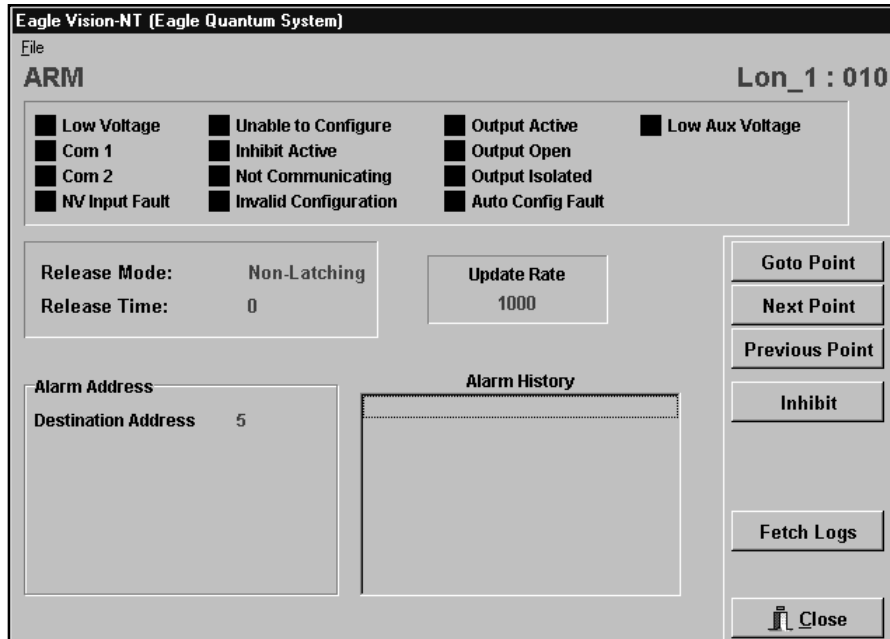 Eagle Vision-NT (Eagle Quantum System)
File
ARM
Lon_1 : 010
Low Voltage
Com 1
Com 2
NV Input Fault
Unable to Configure
Inhibit Active
Not Communicating
Invalid Configuration
Output Active
Output Open
Output Isolated
Auto Config Fault
Low Aux Voltage
Release Mode: Non-Latching
Release Time: 0
Update Rate
1000
Alarm Address
Destination Address 5
Alarm History
Goto Point
Next Point
Previous Point
Inhibit
Fetch Logs
Close